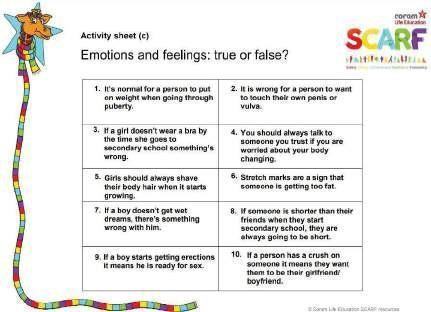 coram
Life Education
SCARF
Activity sheet (c)
Emotions and feelings: true or false?
1. It's normal for a person to put
on weight when going through
puberty.
2. It is wrong for a person to want
to touch their own penis or
vulva.
3. If a girl doesn't wear a bra by
the time she goes to
secondary school something's
wrong.
4. You should always talk to
someone you trust if you are
worried about your body
changing.
5. Girls should always shave
their body hair when it starts
growing.
6. Stretch marks are a sign that
someone is getting too fat.
7. If a boy doesn't get wet
dreams, there's something
wrong with him.
8. If someone is shorter than their
friends when they start
secondary school, they are
always going to be short.
9. If a boy starts getting erections
it means he is ready for sex.
10. If a person has a crush on
someone it means they want
them to be their girlfriend/
boyfriend.
© Coram Life Education SCARF resources